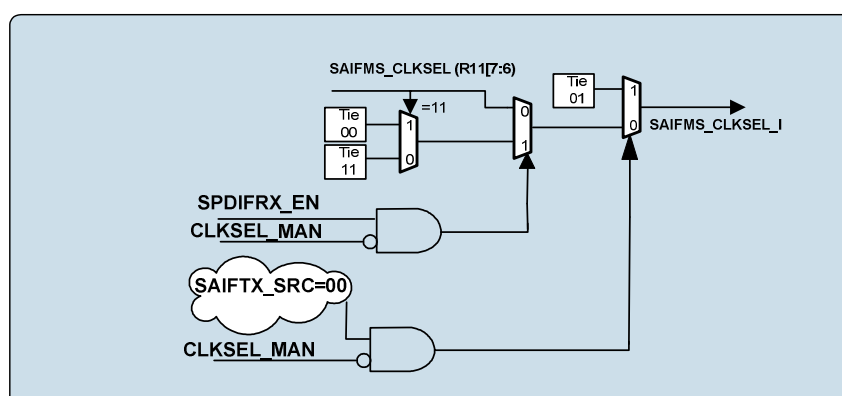 SAIFMS_CLKSEL (R11[7:6)
=11
Tie
00
Tie
11
1
0
0
1
Tie
01
1
0
SAIFMS_CLKSEL_I
SPDIFRX_EN
CLKSEL_MAN
SAIFTX_SRC=00
CLKSEL_MAN